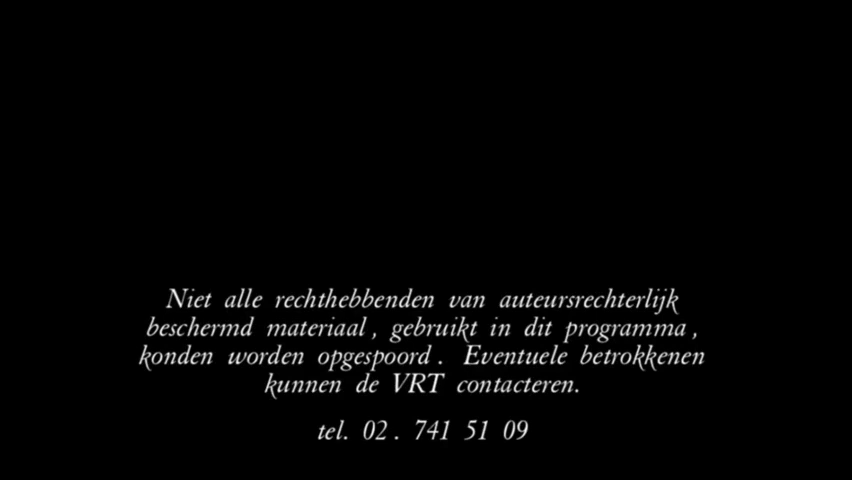 Niet alle rechthebbenden van auteursrechterlijk
beschermd materiaal, gebruikt in dit programma,
konden worden opgespoord. Eventuele betrokkenen
kunnen de VRT contacteren.
tel. 02. 741 51 09